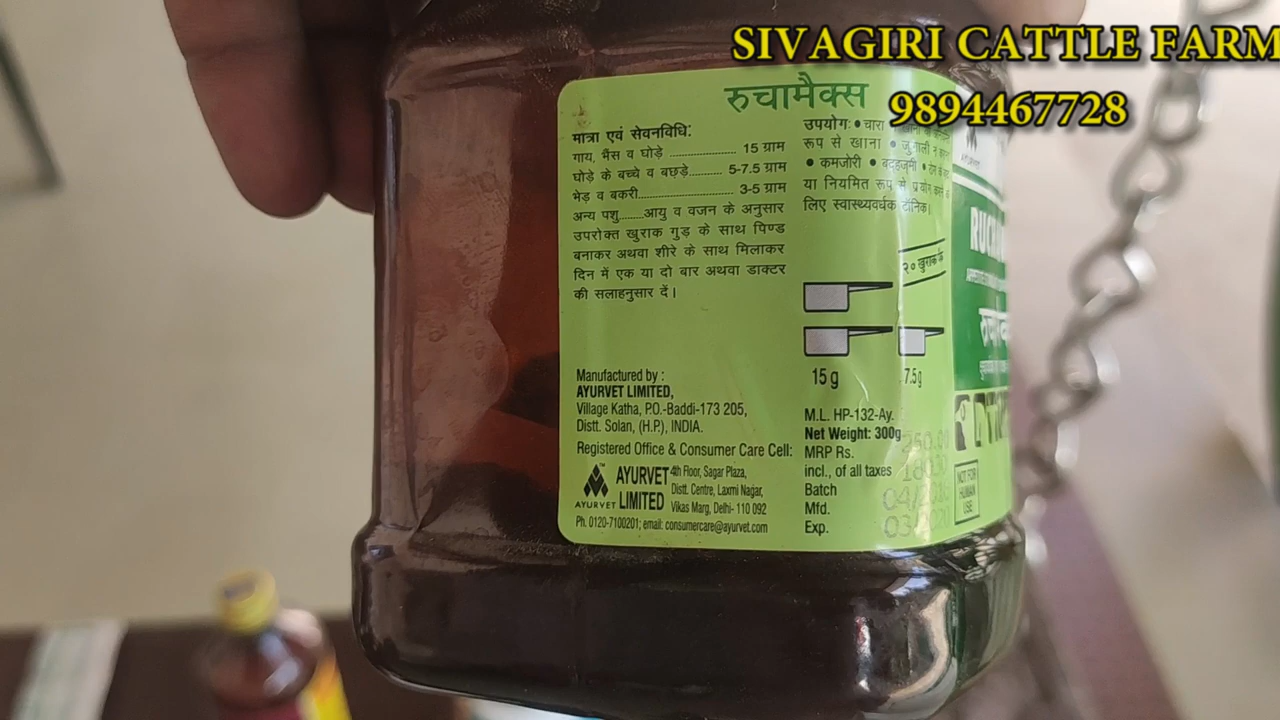 SIVAGIRI CATTLE FARM
9894467728
रुचामैक्स
मात्रा एवं सेवनविधि:
गाय, भैंस व घोड़े ................... 15 ग्राम
घोड़े के बच्चे व बछड़े.......... 5-7.5 ग्राम
भेड़ व बकरी............................ 3-5 ग्राम
अन्य पशु.......आयु व वजन के अनुसार
उपरोक्त खुराक गुड़ के साथ पिण्ड
बनाकर अथवा शीरे के साथ मिलाकर
दिन में एक या दो बार अथवा डाक्टर
की सलाहनुसार दें।
उपयोग: • चारा
रूप से खाना • जुगाली न
• कमजोरी • बदहजमी •
या नियमित रूप से प्रयोग
लिए स्वास्थ्यवर्धक टॉनिक।
२० खुराक
15 g
7.5g
Manufactured by :
AYURVET LIMITED,
Village Katha, P.O.-Baddi-173 205,
Distt. Solan, (H.P.), INDIA.
Registered Office & Consumer Care Cell:
AYURVET
AYURVET LIMITED
4th Floor, Sagar Plaza,
Distt. Centre, Laxmi Nagar,
Vikas Marg, Delhi- 110 092
Ph. 0120-7100201; email: consumercare@ayurvet.com
M.L. HP-132-Ay.
Net Weight: 300g
MRP Rs.
incl., of all taxes
Batch
Mfd.
Exp.
NOT FOR
HUMAN
USE